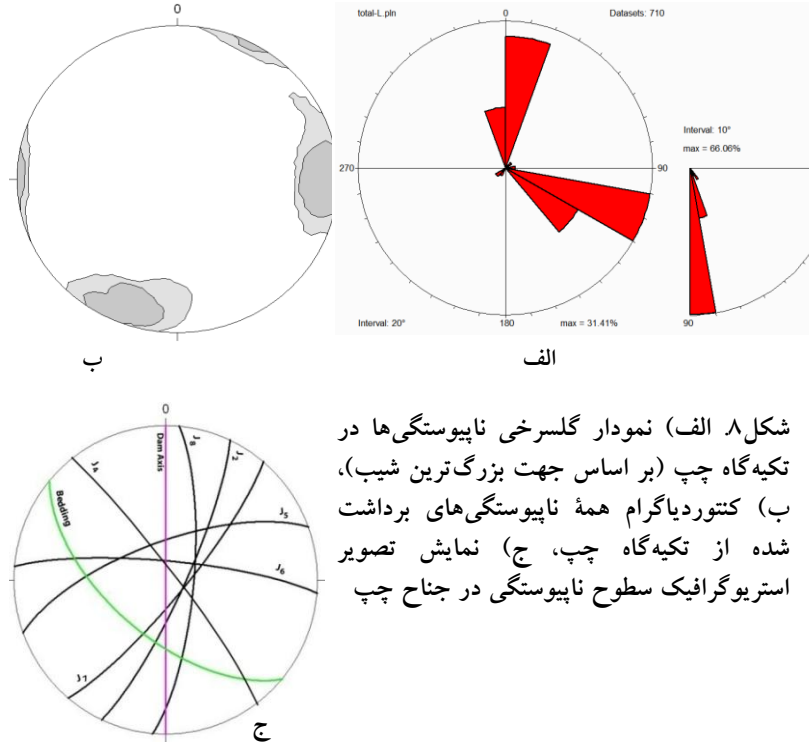 0
total-L.pln
0
Datasets: 710
270
90
Interval: 10°
max = 66.06%
Interval: 20°
180
max = 31.41%
90
ب
الف
0
Dam Axis
J8
J2
J4
J5
Bedding
J6
J7
ج
شکل۸. الف) نمودار گلسرخی ناپیوستگی‌ها در
تکیه‌گاه چپ (بر اساس جهت بزرگ‌ترین شیب)،
ب) کنتوردیاگرام همهٔ ناپیوستگی‌های برداشت
شده از تکیه‌گاه چپ، ج) نمایش تصویر
استریوگرافیک سطوح ناپیوستگی در جناح چپ